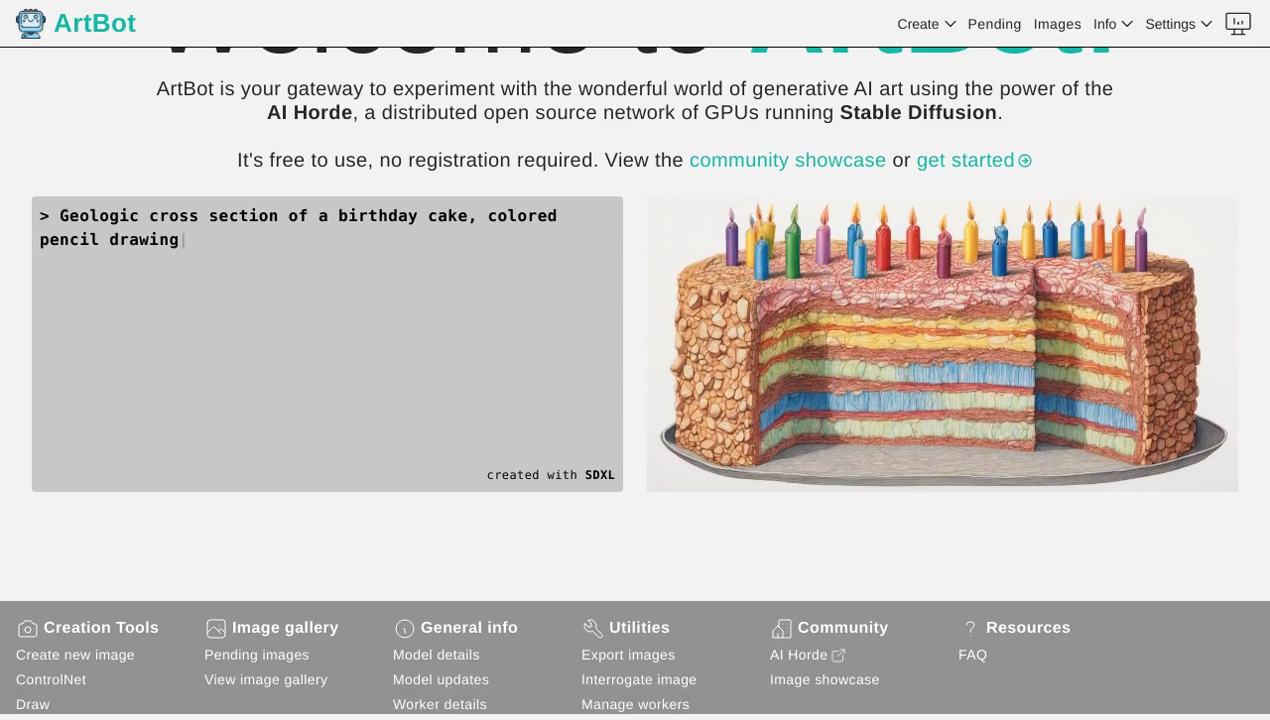 ArtBot
Create
Pending
Images
Info
Settings
Welcome to ArtBot!
ArtBot is your gateway to experiment with the wonderful world of generative AI art using the power of the
AI Horde, a distributed open source network of GPUs running Stable Diffusion.
It's free to use, no registration required. View the community showcase or get started
> Geologic cross section of a birthday cake, colored
pencil drawing
created with SDXL
Creation Tools
Create new image
ControlNet
Draw
Image gallery
Pending images
View image gallery
General info
Model details
Model updates
Worker details
Utilities
Export images
Interrogate image
Manage workers
Community
AI Horde
Image showcase
Resources
FAQ